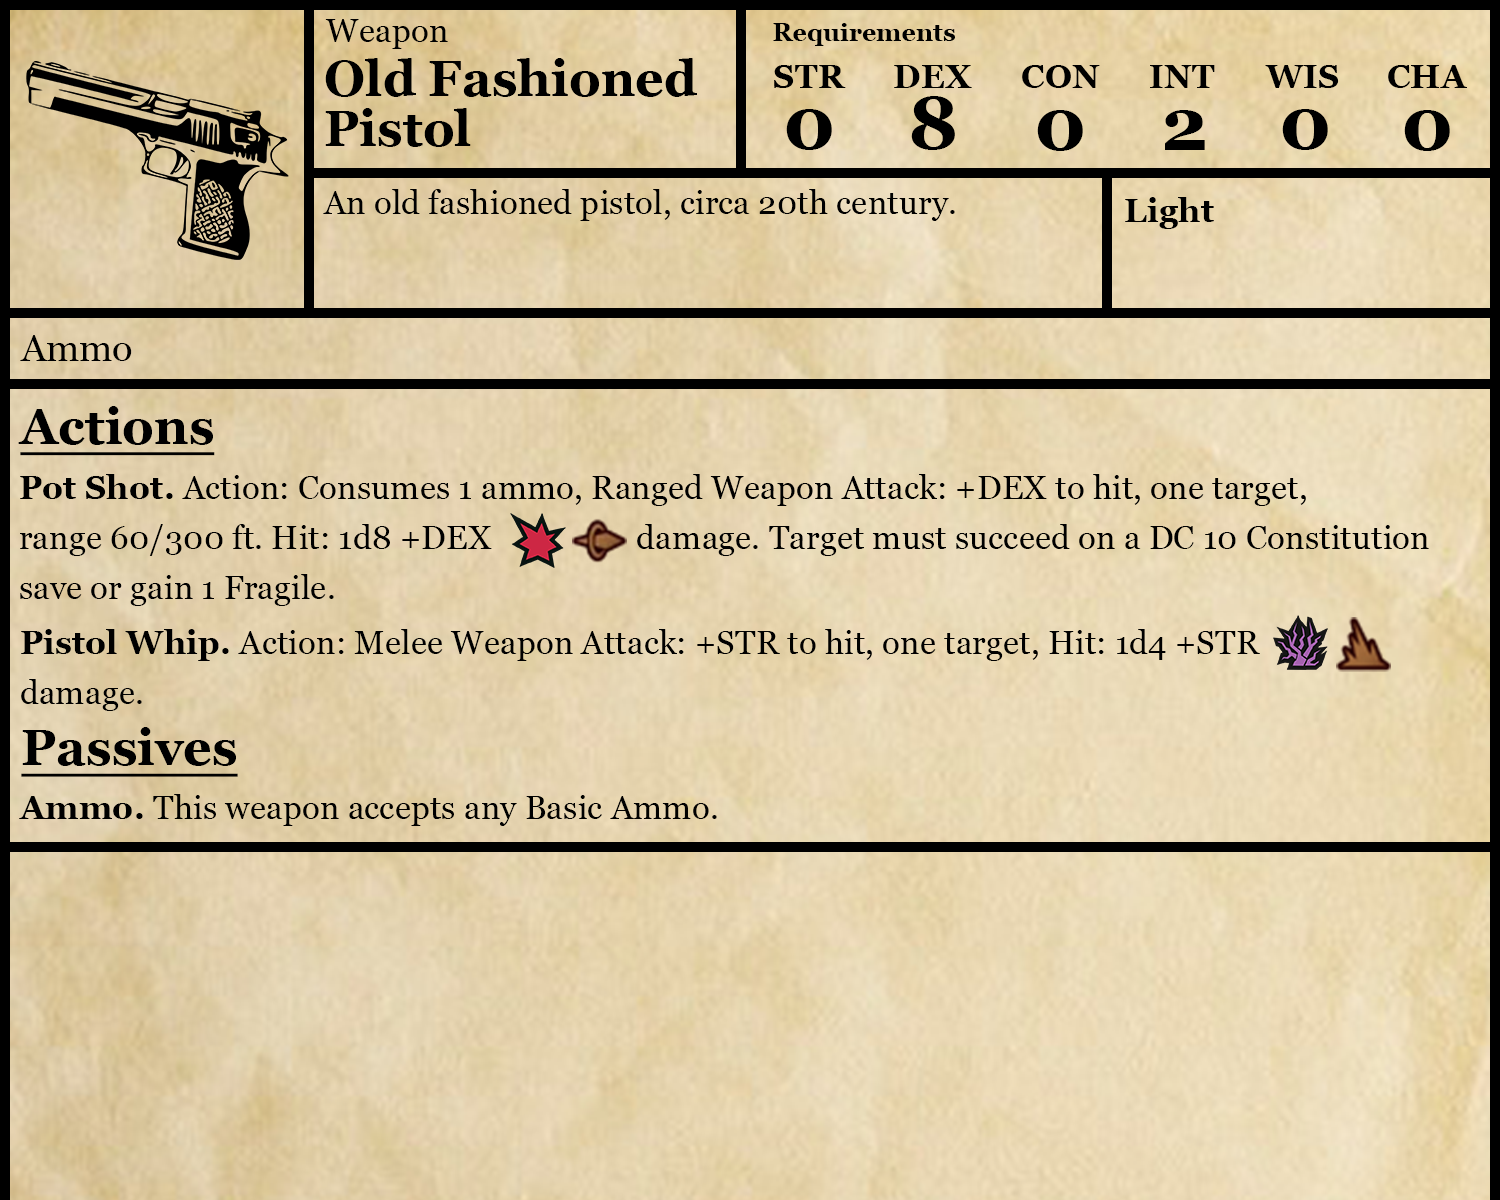 Weapon
Old Fashioned
Pistol
Requirements
STR DEX CON INT WIS CHA
0 8 0 2 0 0
An old fashioned pistol, circa 20th century.
Light
Ammo
Actions
Pot Shot. Action: Consumes 1 ammo, Ranged Weapon Attack: +DEX to hit, one target,
range 60/300 ft. Hit: 1d8 +DEX damage. Target must succeed on a DC 10 Constitution
save or gain 1 Fragile.
Pistol Whip. Action: Melee Weapon Attack: +STR to hit, one target, Hit: 1d4 +STR
damage.
Passives
Ammo. This weapon accepts any Basic Ammo.